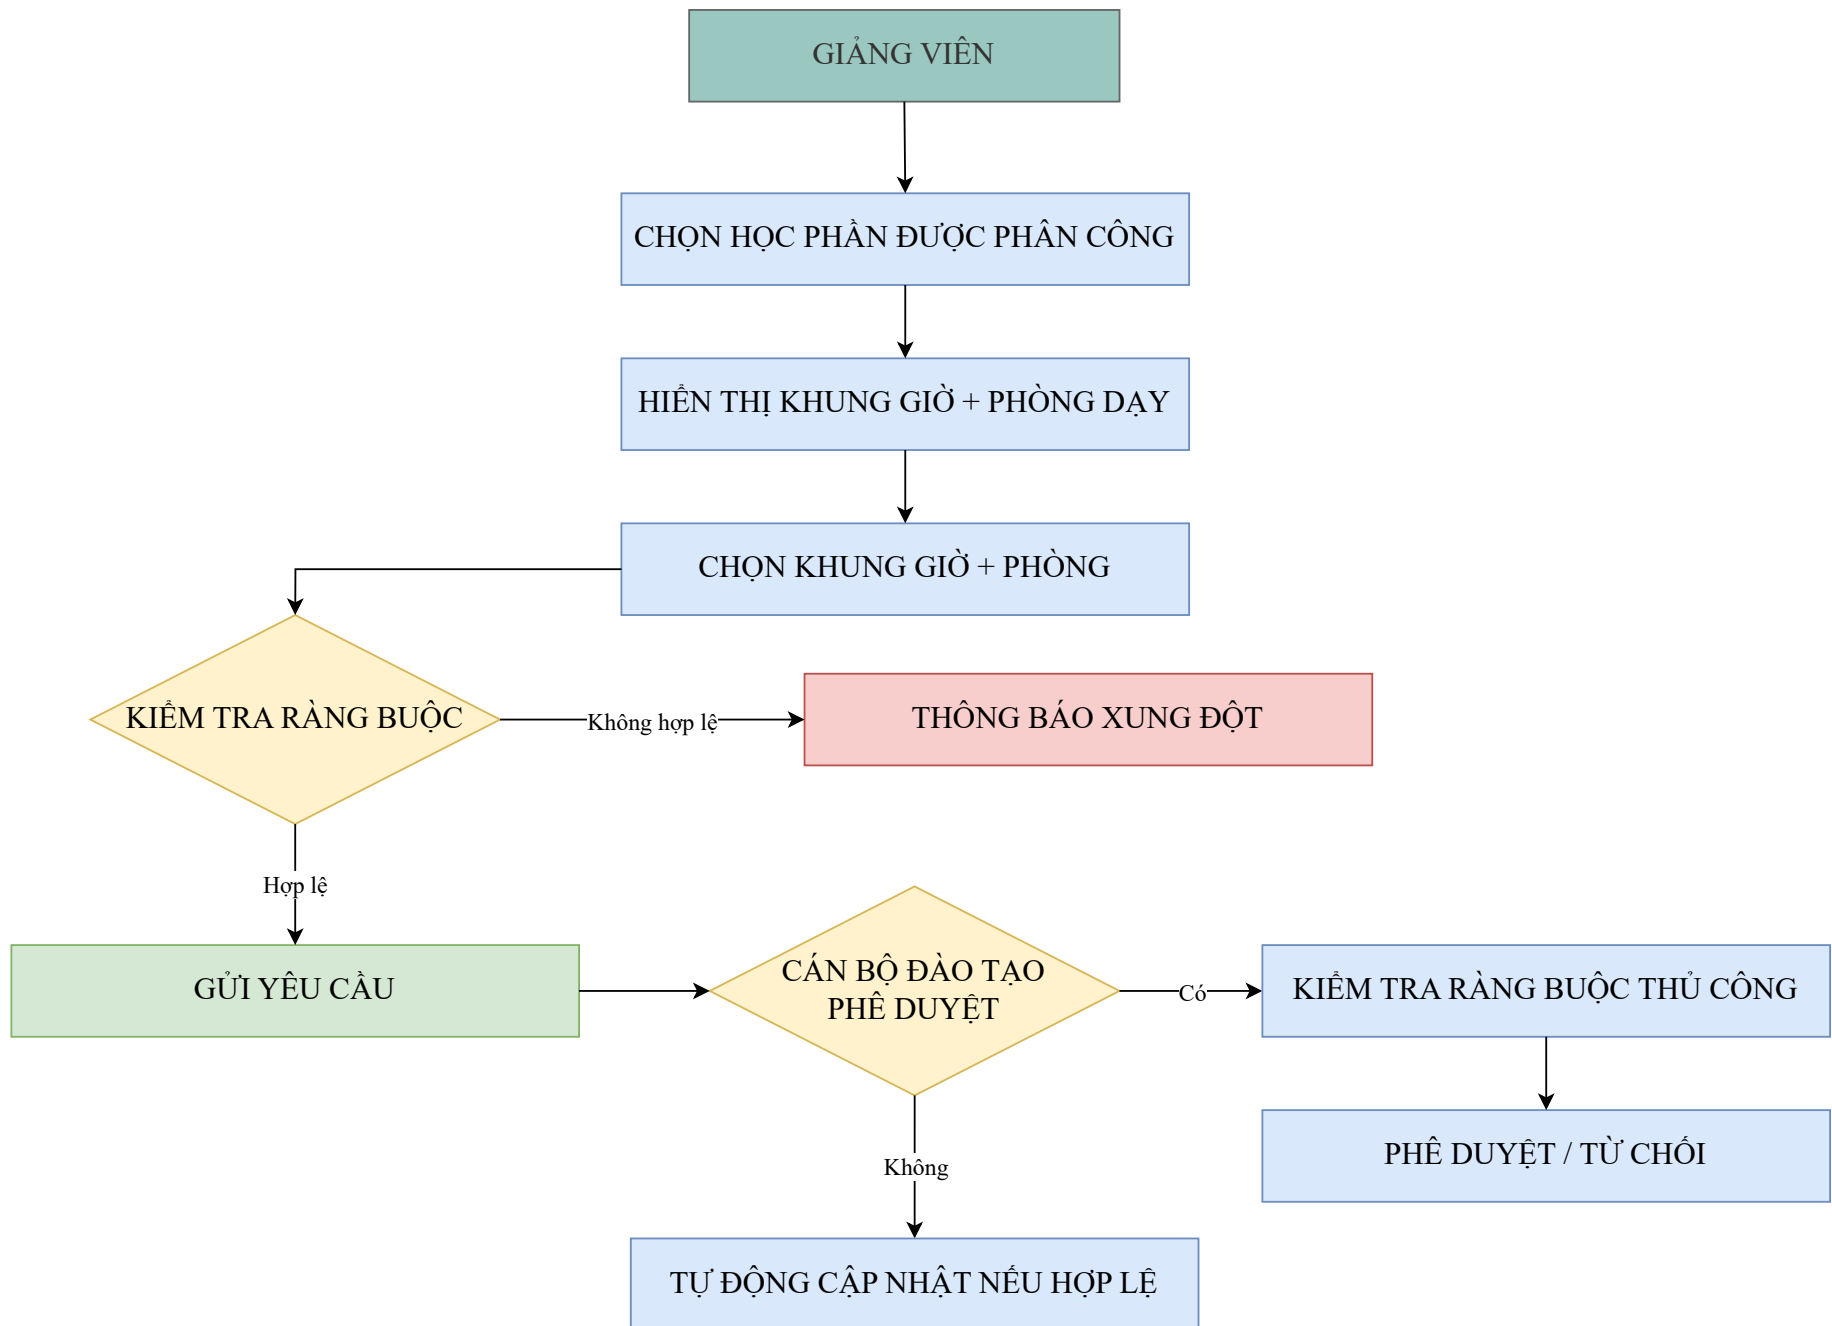 GIẢNG VIÊN
CHỌN HỌC PHẦN ĐƯỢC PHÂN CÔNG
HIỂN THỊ KHUNG GIỜ + PHÒNG DẠY
CHỌN KHUNG GIỜ + PHÒNG
KIỂM TRA RÀNG BUỘC
Không hợp lệ
THÔNG BÁO XUNG ĐỘT
Hợp lệ
GỬI YÊU CẦU
CÁN BỘ ĐÀO TẠO
PHÊ DUYỆT
Có
KIỂM TRA RÀNG BUỘC THỦ CÔNG
PHÊ DUYỆT / TỪ CHỐI
Không
TỰ ĐỘNG CẬP NHẬT NẾU HỢP LỆ